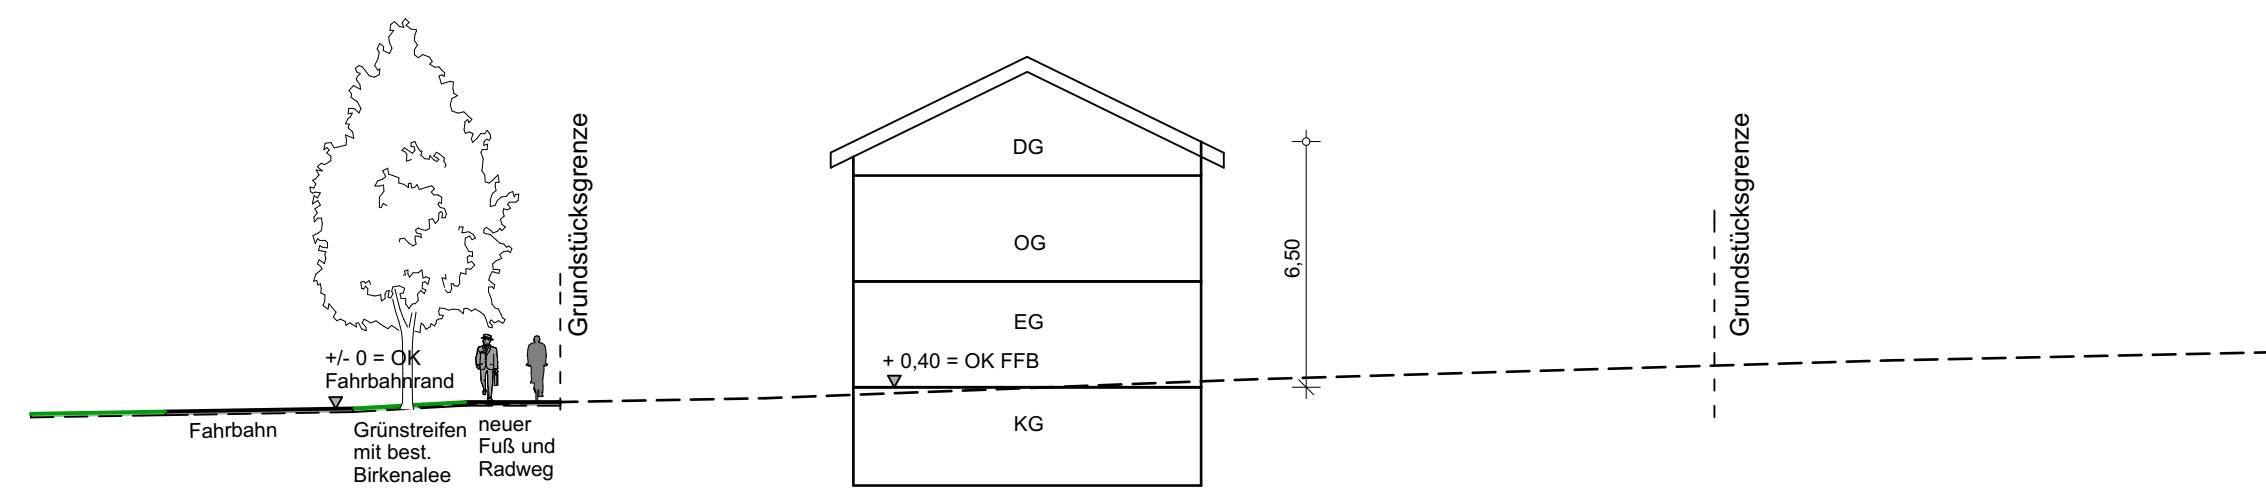 Grundstücksgrenze
Grundstücksgrenze
DG
OG
6,50
EG
+/- 0 = OK
Fahrbahnrand
+ 0,40 = OK FFB
KG
Fahrbahn
Grünstreifen
mit best.
Birkenalee
neuer
Fuß und
Radweg